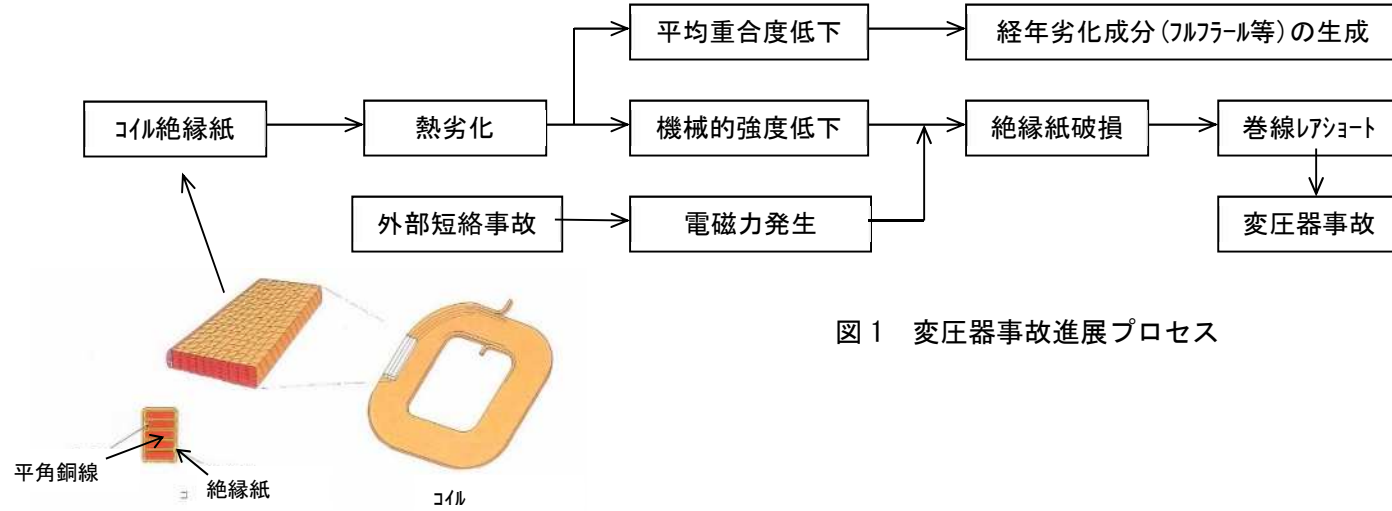 平均重合度低下
経年劣化成分(ﾌﾙﾌﾗｰﾙ等)の生成
ｺｲﾙ絶縁紙
熱劣化
機械的強度低下
絶縁紙破損
巻線ﾚｱｼｮｰﾄ
外部短絡事故
電磁力発生
変圧器事故
図1 変圧器事故進展プロセス
平角銅線
コ
絶縁紙
ｺｲﾙ